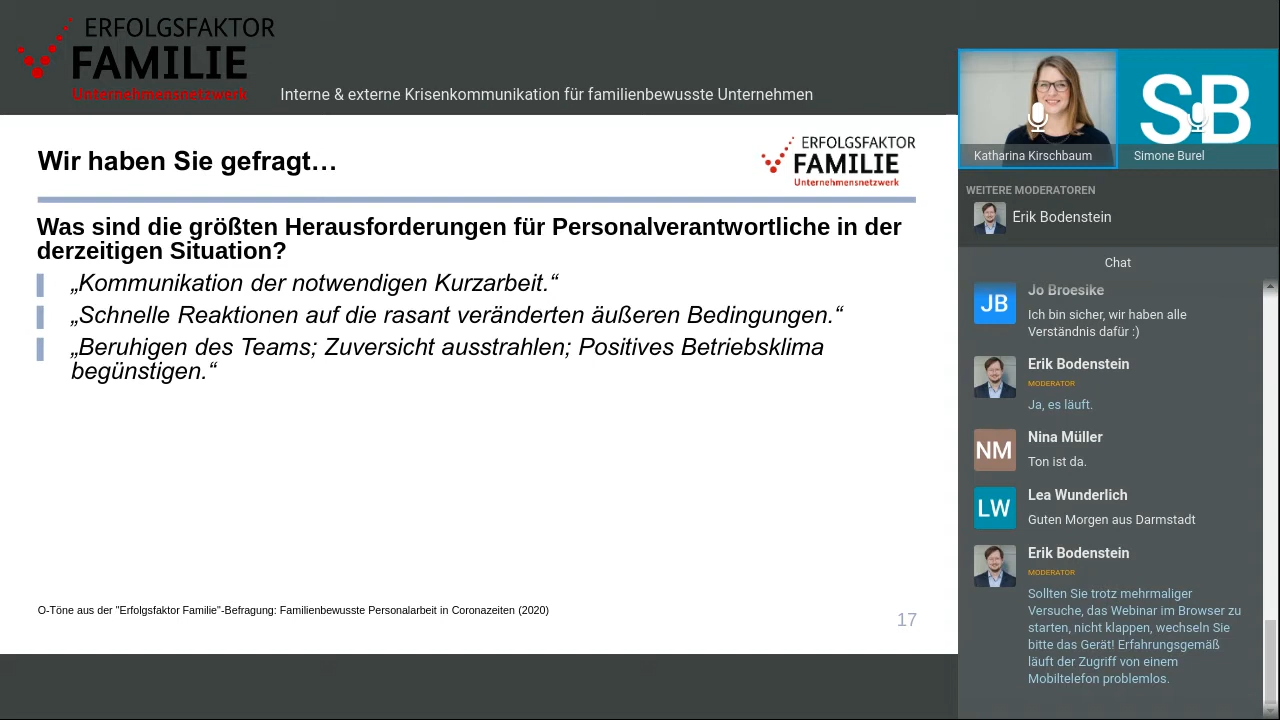 ERFOLGSFAKTOR
FAMILIE
Unternehmensnetzwerk
Interne & externe Krisenkommunikation für familienbewusste Unternehmen
Wir haben Sie gefragt…
ERFOLGSFAKTOR
FAMILIE
Unternehmensnetzwerk
Was sind die größten Herausforderungen für Personalverantwortliche in der
derzeitigen Situation?
„Kommunikation der notwendigen Kurzarbeit.“
„Schnelle Reaktionen auf die rasant veränderten äußeren Bedingungen.“
„Beruhigen des Teams; Zuversicht ausstrahlen; Positives Betriebsklima
begünstigen.“
O-Töne aus der "Erfolgsfaktor Familie"-Befragung: Familienbewusste Personalarbeit in Coronazeiten (2020)
17
SB
Katharina Kirschbaum
Simone Burel
WEITERE MODERATOREN
Erik Bodenstein
Chat
JB
Jo Broesike
Ich bin sicher, wir haben alle
Verständnis dafür :)
Erik Bodenstein
MODERATOR
Ja, es läuft.
NM
Nina Müller
Ton ist da.
LW
Lea Wunderlich
Guten Morgen aus Darmstadt
Erik Bodenstein
MODERATOR
Sollten Sie trotz mehrmaliger
Versuche, das Webinar im Browser zu
starten, nicht klappen, wechseln Sie
bitte das Gerät! Erfahrungsgemäß
läuft der Zugriff von einem
Mobiltelefon problemlos.